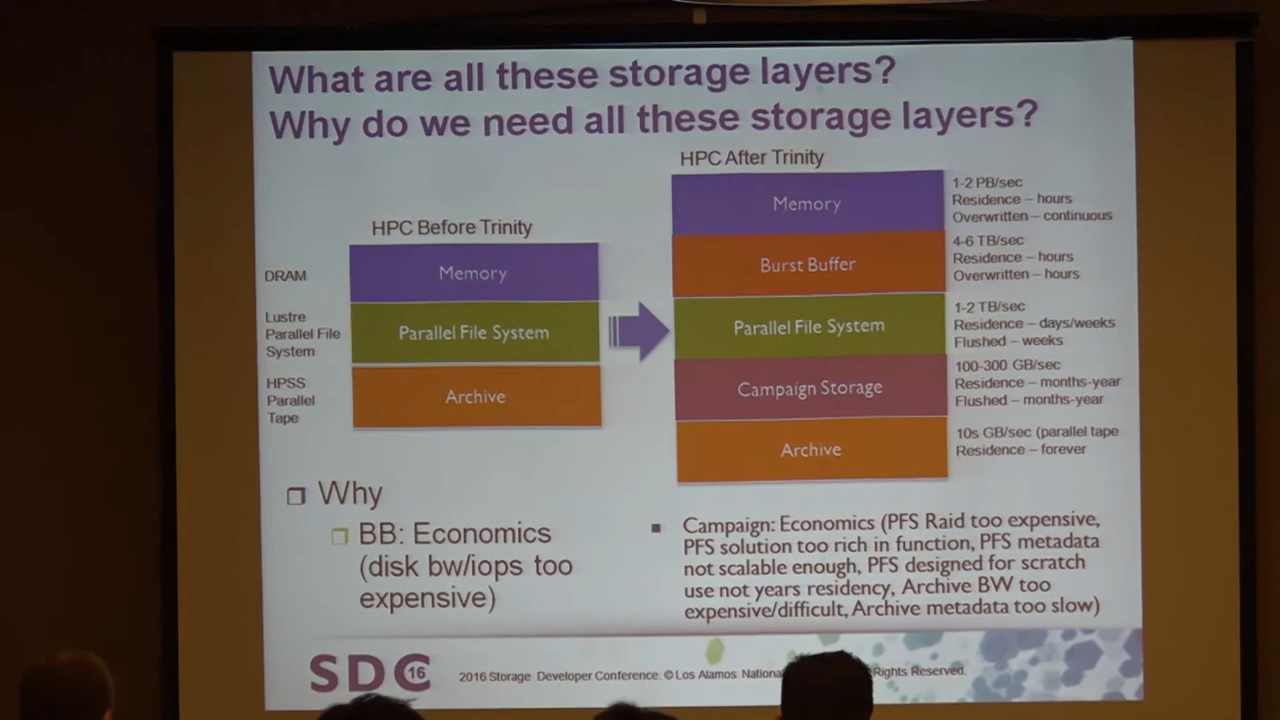 What are all these storage layers?
Why do we need all these storage layers?
HPC Before Trinity
DRAM
Memory
Lustre
Parallel File
System
Parallel File System
HPSS
Parallel
Tape
Archive
HPC After Trinity
Memory
1-2 PB/sec
Residence – hours
Overwritten – continuous
Burst Buffer
4-6 TB/sec
Residence – hours
Overwritten – hours
Parallel File System
1-2 TB/sec
Residence – days/weeks
Flushed – weeks
Campaign Storage
100-300 GB/sec
Residence – months-year
Flushed – months-year
Archive
10s GB/sec (parallel tape
Residence – forever
Why
BB: Economics
(disk bw/iops too
expensive)
Campaign: Economics (PFS Raid too expensive,
PFS solution too rich in function, PFS metadata
not scalable enough, PFS designed for scratch
use not years residency, Archive BW too
expensive/difficult, Archive metadata too slow)
SDC 16
2016 Storage Developer Conference. © Los Alamos Rights Reserved.